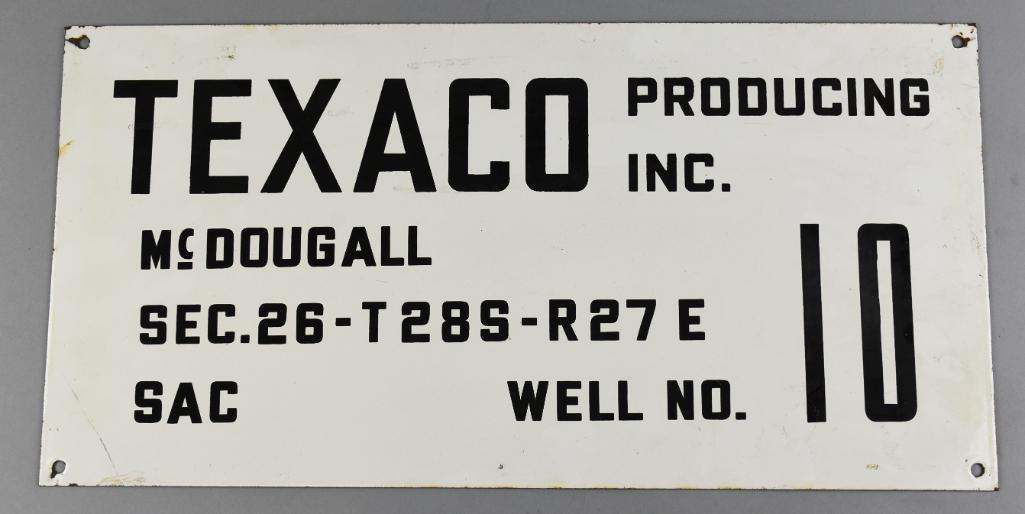 TEXACO PRODUCING
INC.
McDOUGALL
SEC.26-T28S-R27E
SAC WELL NO. 10